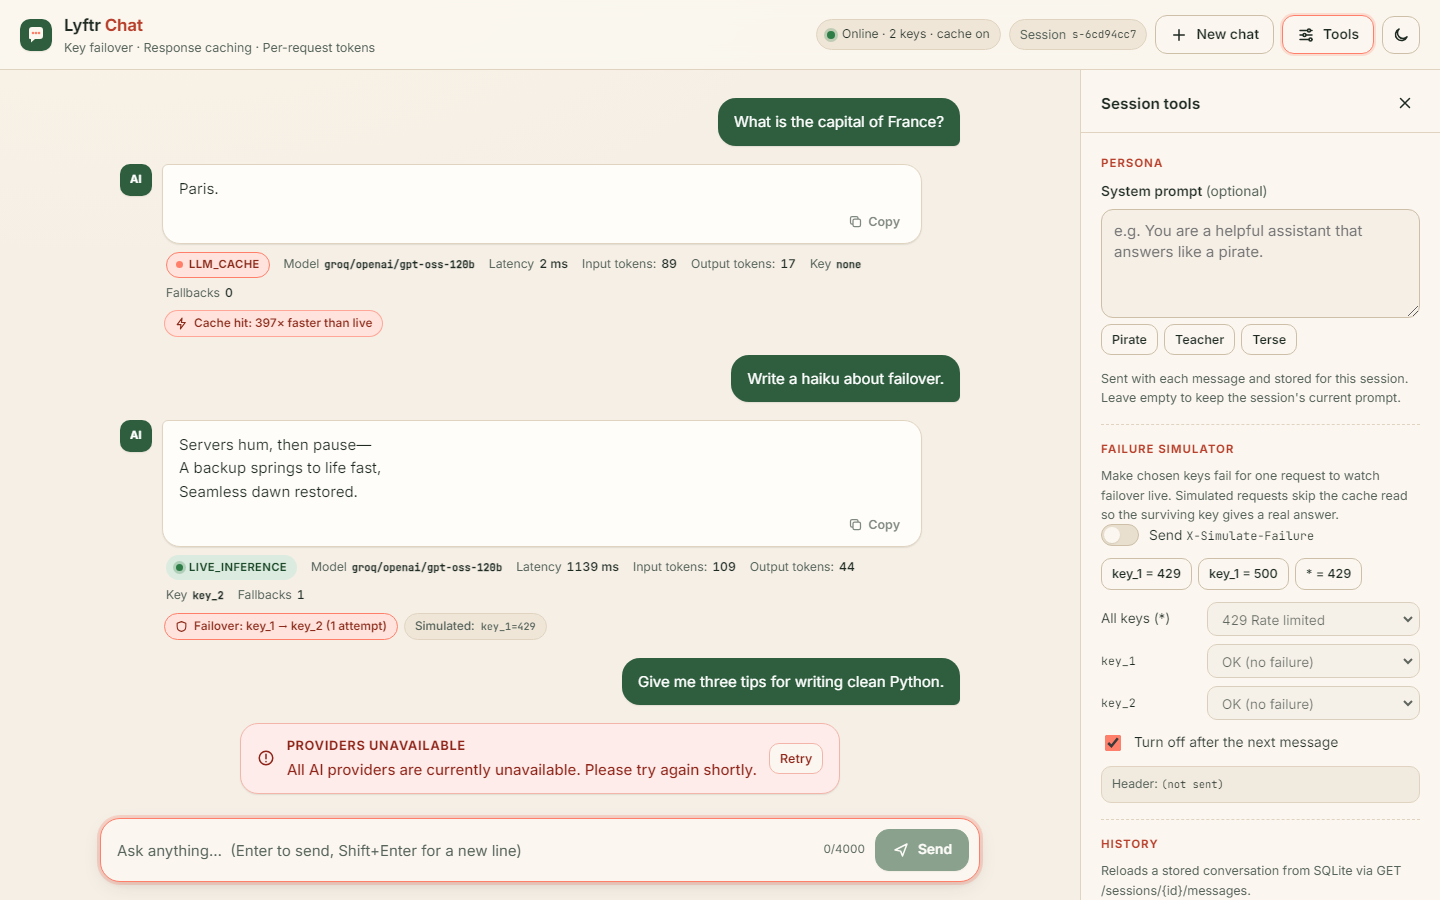 Lyftr Chat
Key failover · Response caching · Per-request tokens
Online · 2 keys · cache on
Session s-6cd94cc7
New chat
Tools
What is the capital of France?
AI
Paris.
Copy
LLM_CACHE Model groq/openai/gpt-oss-120b Latency 2 ms Input tokens: 89 Output tokens: 17 Key none
Fallbacks 0
Cache hit: 397× faster than live
Write a haiku about failover.
AI
Servers hum, then pause—
A backup springs to life fast,
Seamless dawn restored.
Copy
LIVE_INFERENCE Model groq/openai/gpt-oss-120b Latency 1139 ms Input tokens: 109 Output tokens: 44
Key key_2 Fallbacks 1
Failover: key_1 → key_2 (1 attempt) Simulated: key_1=429
Give me three tips for writing clean Python.
PROVIDERS UNAVAILABLE
All AI providers are currently unavailable. Please try again shortly.
Retry
Ask anything... (Enter to send, Shift+Enter for a new line)
0/4000
Send
Session tools
PERSONA
System prompt (optional)
e.g. You are a helpful assistant that
answers like a pirate.
Pirate Teacher Terse
Sent with each message and stored for this session.
Leave empty to keep the session's current prompt.
FAILURE SIMULATOR
Make chosen keys fail for one request to watch
failover live. Simulated requests skip the cache read
so the surviving key gives a real answer.
Send X-Simulate-Failure
key_1 = 429 key_1 = 500 * = 429
All keys (*) 429 Rate limited
key_1 OK (no failure)
key_2 OK (no failure)
Turn off after the next message
Header: (not sent)
HISTORY
Reloads a stored conversation from SQLite via GET
/sessions/{id}/messages.